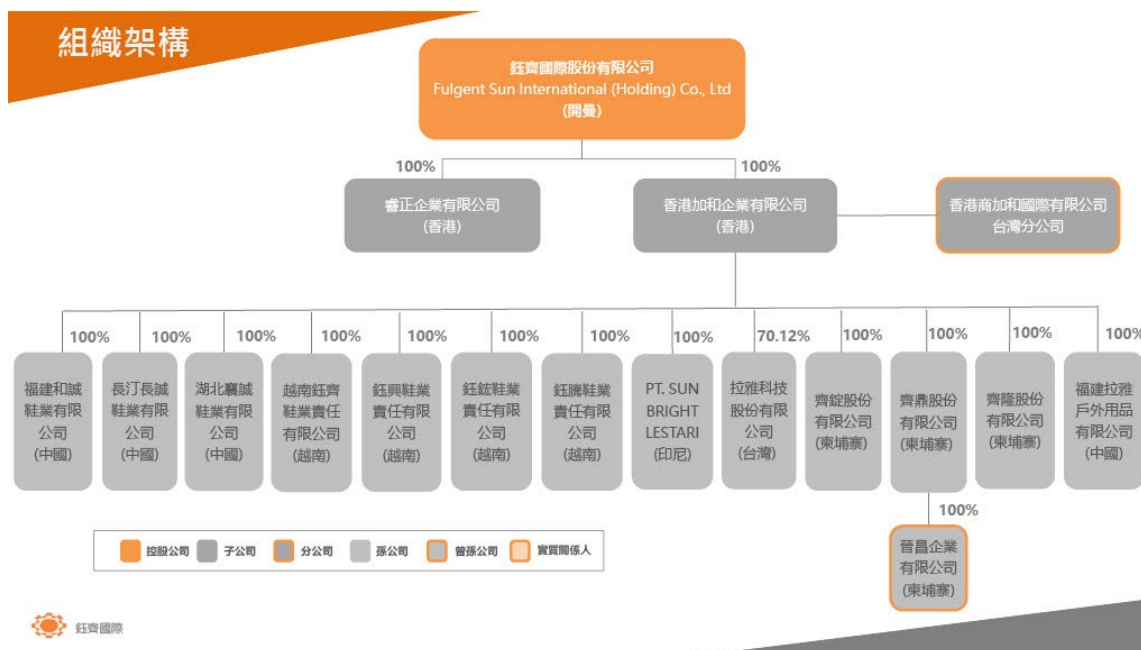 組織架構
鈺齊國際股份有限公司
Fulgent Sun International (Holding) Co., Ltd
(開曼)
100%
100%
睿正企業有限公司
(香港)
香港加和企業有限公司
(香港)
香港商加和國際有限公司
台灣分公司
100%
100%
100%
100%
100%
100%
100%
100%
70.12%
100%
100%
100%
100%
福建和誠
鞋業有限
公司
(中國)
長汀長誠
鞋業有限
公司
(中國)
湖北襄誠
鞋業有限
公司
(中國)
越南鈺齊
鞋業責任
有限公司
(越南)
鈺興鞋業
責任有限
公司
(越南)
鈺鋐鞋業
責任有限
公司
(越南)
鈺騰鞋業
責任有限
公司
(越南)
PT. SUN
BRIGHT
LESTARI
(印尼)
拉雅科技
股份有限
公司
(台灣)
齊錠股份
有限公司
(柬埔寨)
齊鼎股份
有限公司
(柬埔寨)
齊隆股份
有限公司
(柬埔寨)
福建拉雅
戶外用品
有限公司
(中國)
100%
晉昌企業
有限公司
(柬埔寨)
控股公司
子公司
分公司
孫公司
曾孫公司
實質關係人
鈺齊國際